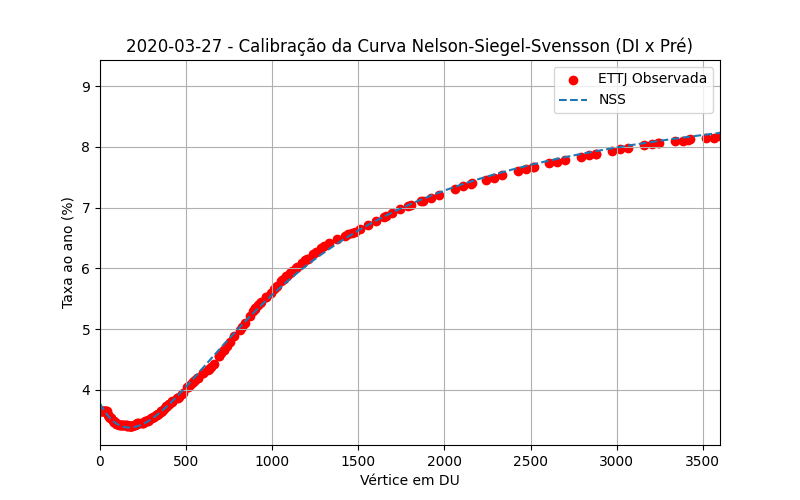 2020-03-27 - Calibração da Curva Nelson-Siegel-Svensson (DI x Pré)
ETTJ Observada
NSS
Taxa ao ano (%)
9
8
7
6
5
4
0 500 1000 1500 2000 2500 3000 3500
Vértice em DU